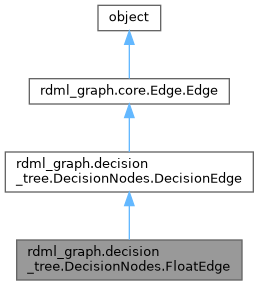 object
rdml_graph.core.Edge.Edge
rdml_graph.decision
_tree.DecisionNodes.DecisionEdge
rdml_graph.decision
_tree.DecisionNodes.FloatEdge